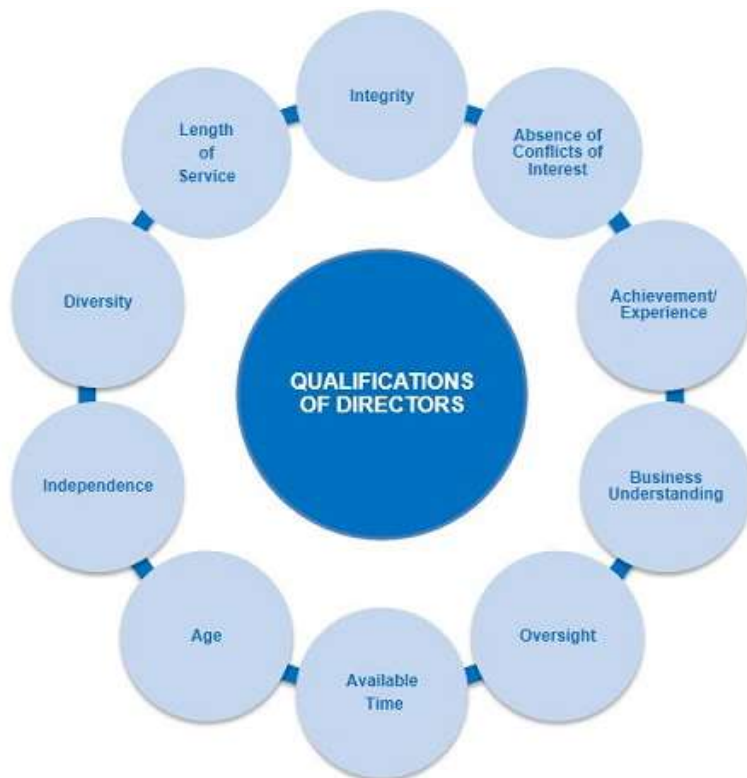 Integrity
Absence of
Conflicts of
Interest
Achievement/
Experience
Business
Understanding
Oversight
Available
Time
Age
Independence
Diversity
Length
of
Service
QUALIFICATIONS
OF DIRECTORS